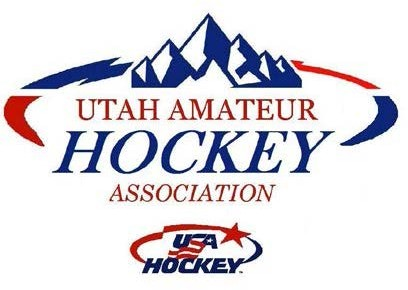 UTAH AMATEUR
HOCKEY
ASSOCIATION
USA
HOCKEY